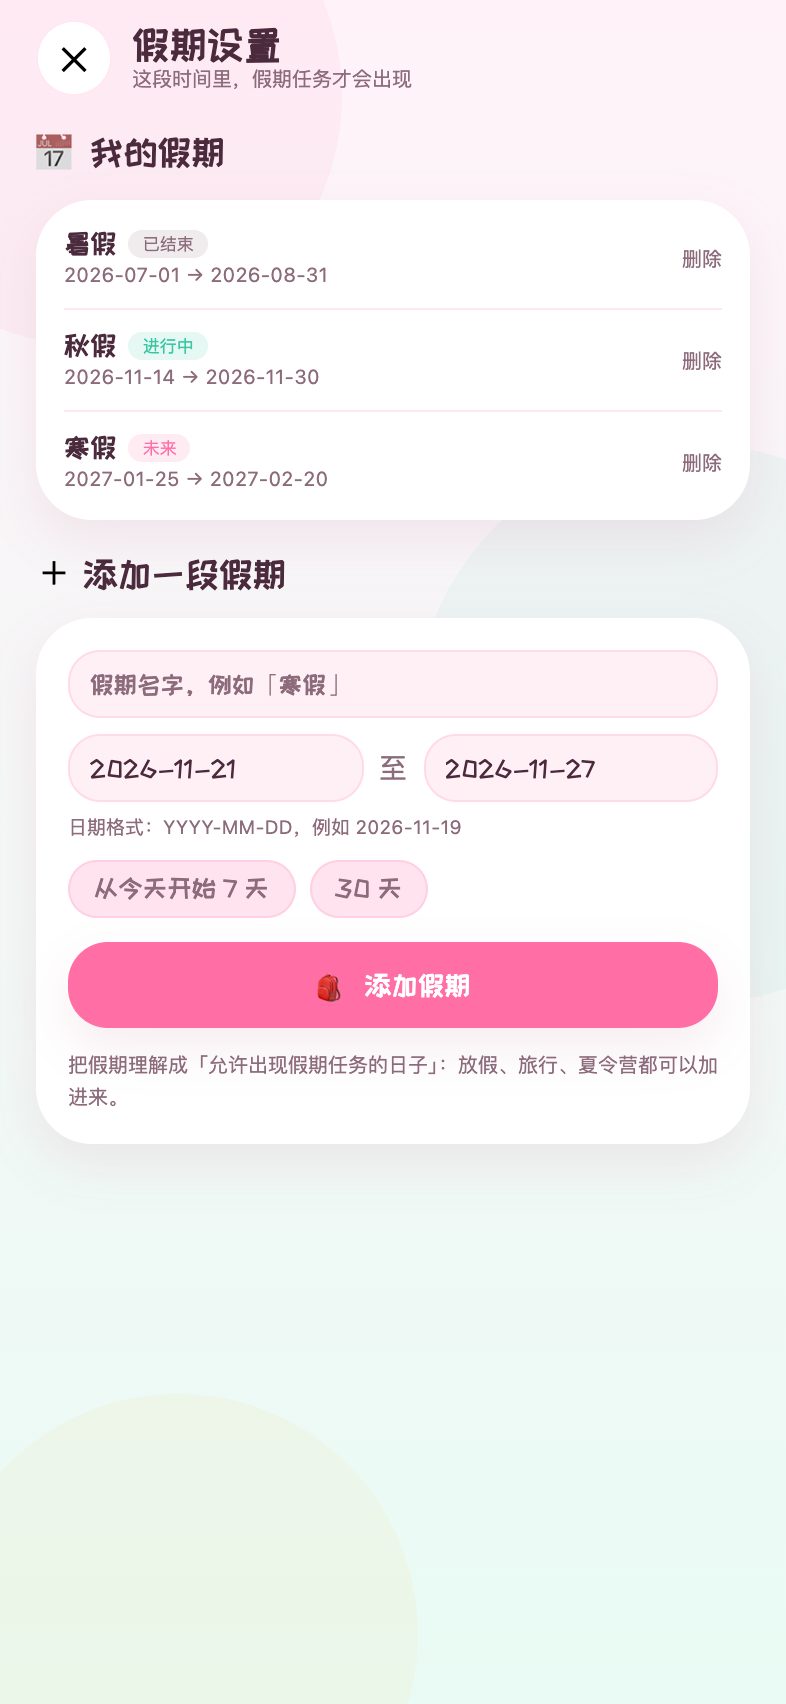 假期设置
这段时间里，假期任务才会出现
JUL
17
我的假期
暑假 已结束
2026-07-01 → 2026-08-31
删除
秋假 进行中
2026-11-14 → 2026-11-30
删除
寒假 未来
2027-01-25 → 2027-02-20
删除
+ 添加一段假期
假期名字，例如「寒假」
2026-11-21 至 2026-11-27
日期格式：YYYY-MM-DD，例如 2026-11-19
从今天开始 7 天 30 天
添加假期
把假期理解成「允许出现假期任务的日子」：放假、旅行、夏令营都可以加
进来。